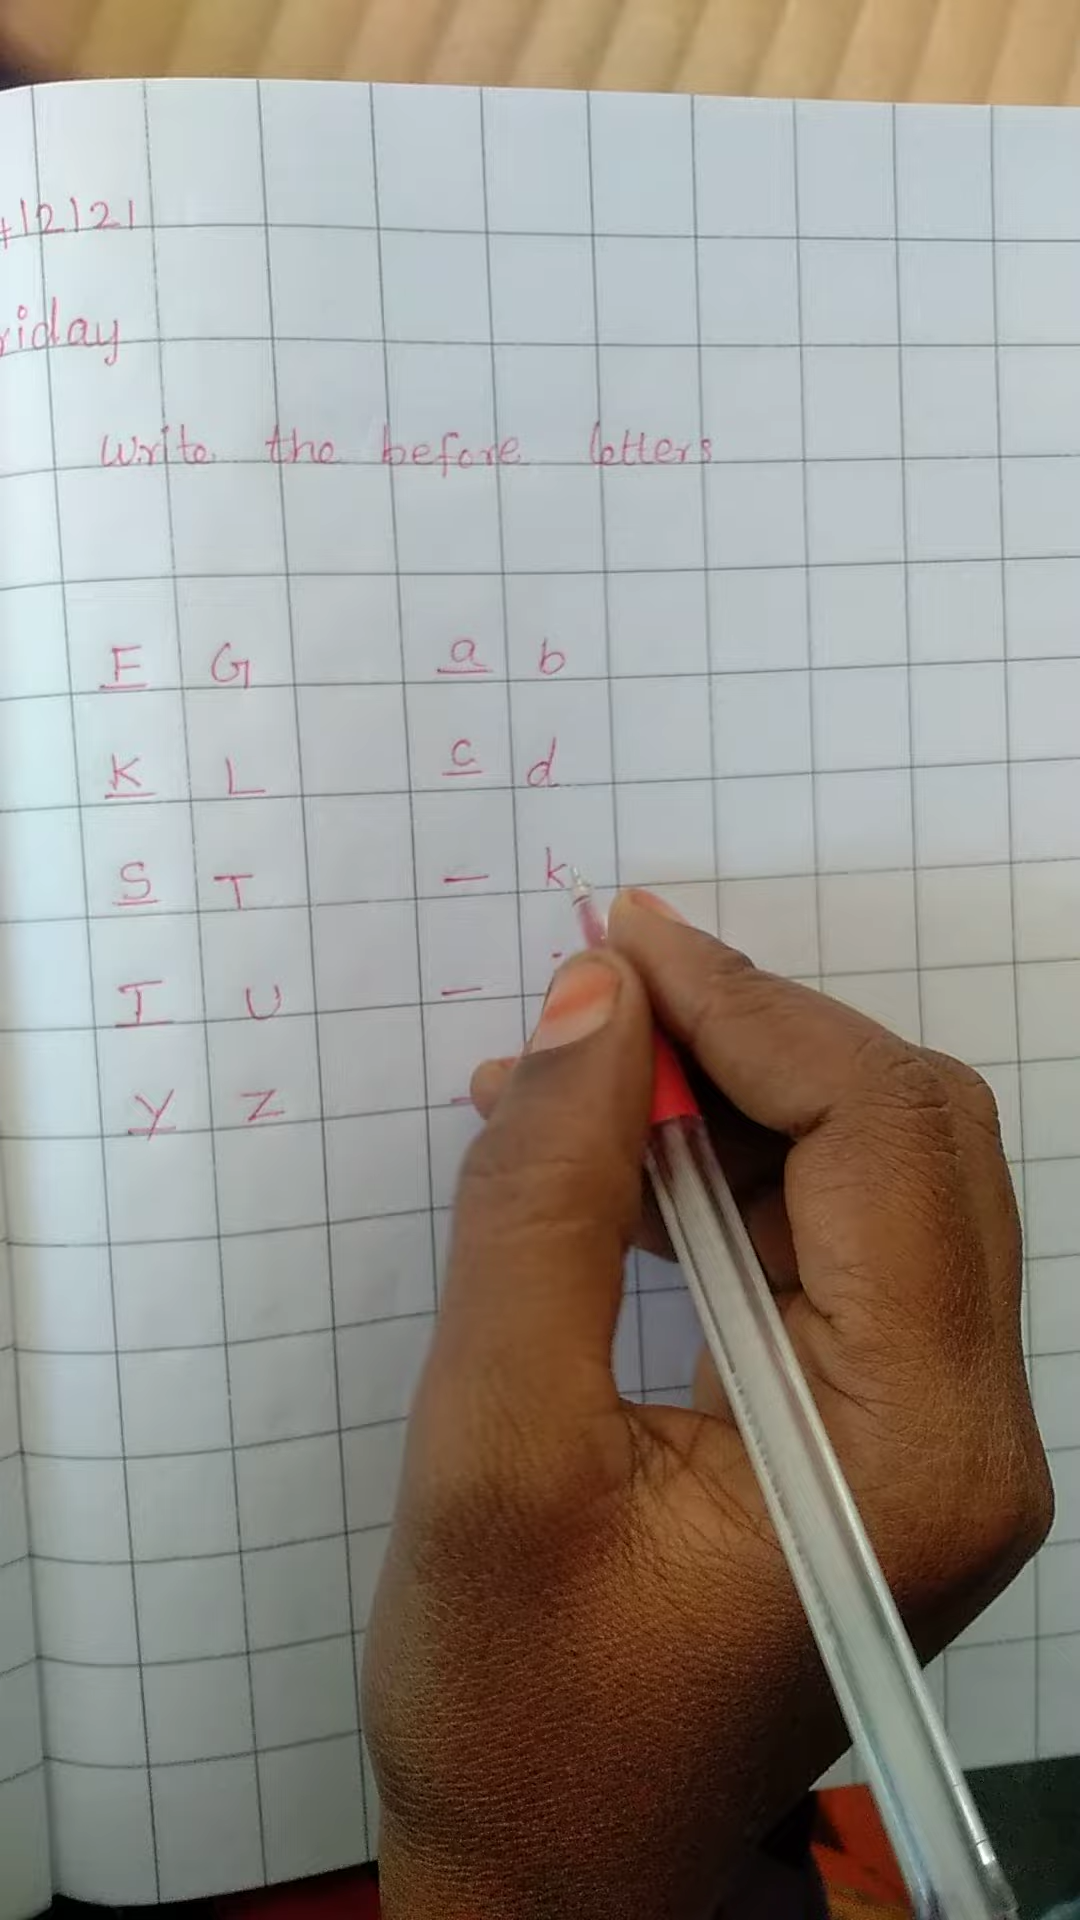 12121
riday
Write the before letters
F G a b
K L c d
S T _ k
T U _
Y Z _